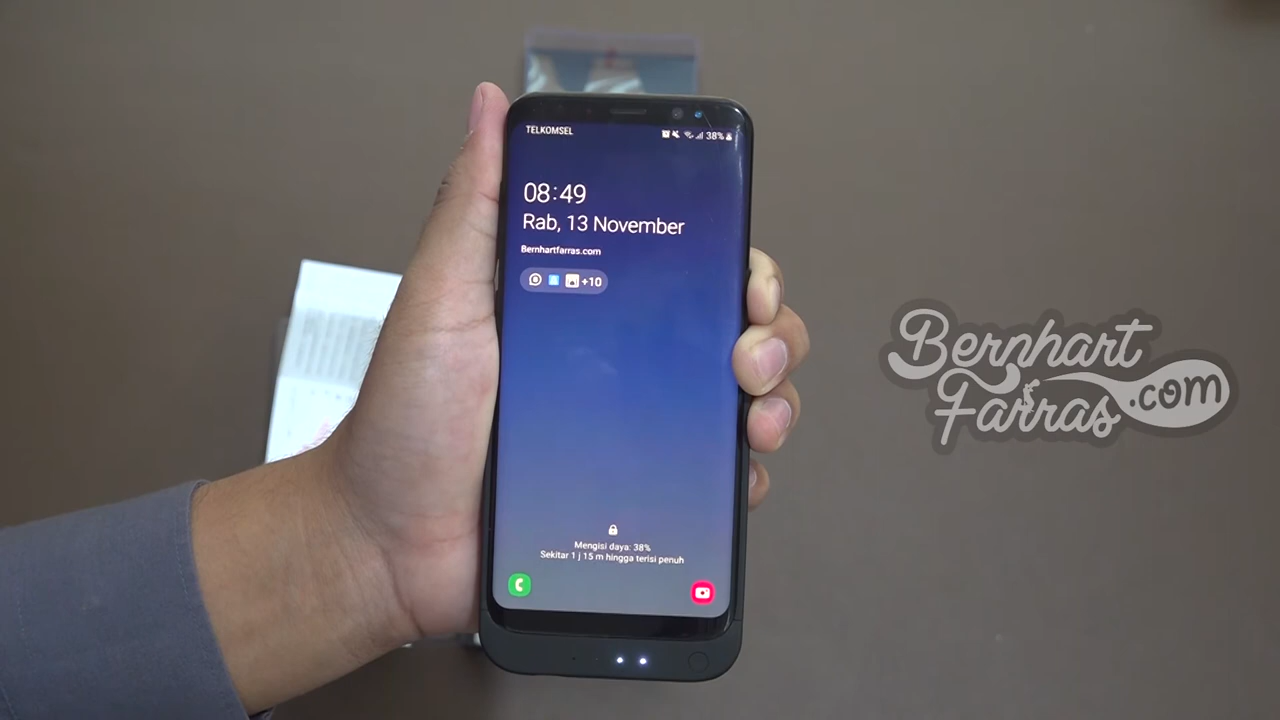 TELKOMSEL 38%
08:49
Rab, 13 November
Bernhartfarras.com
+10
Mengisi daya: 38%
Sekitar 1 j 15 m hingga terisi penuh
Bernhart
Farras.com